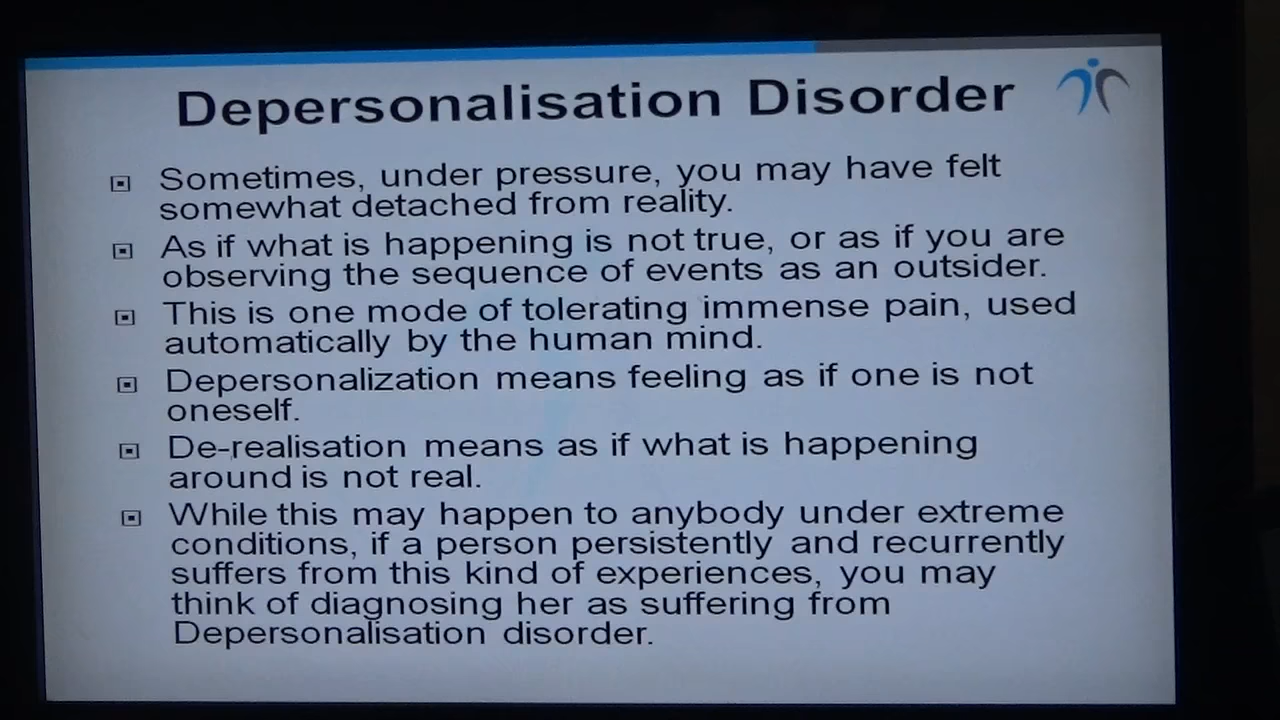 Depersonalisation Disorder
Sometimes, under pressure, you may have felt
somewhat detached from reality.
As if what is happening is not true, or as if you are
observing the sequence of events as an outsider.
This is one mode of tolerating immense pain, used
automatically by the human mind.
Depersonalization means feeling as if one is not
oneself.
De-realisation means as if what is happening
around is not real.
While this may happen to anybody under extreme
conditions, if a person persistently and recurrently
suffers from this kind of experiences, you may
think of diagnosing her as suffering from
Depersonalisation disorder.